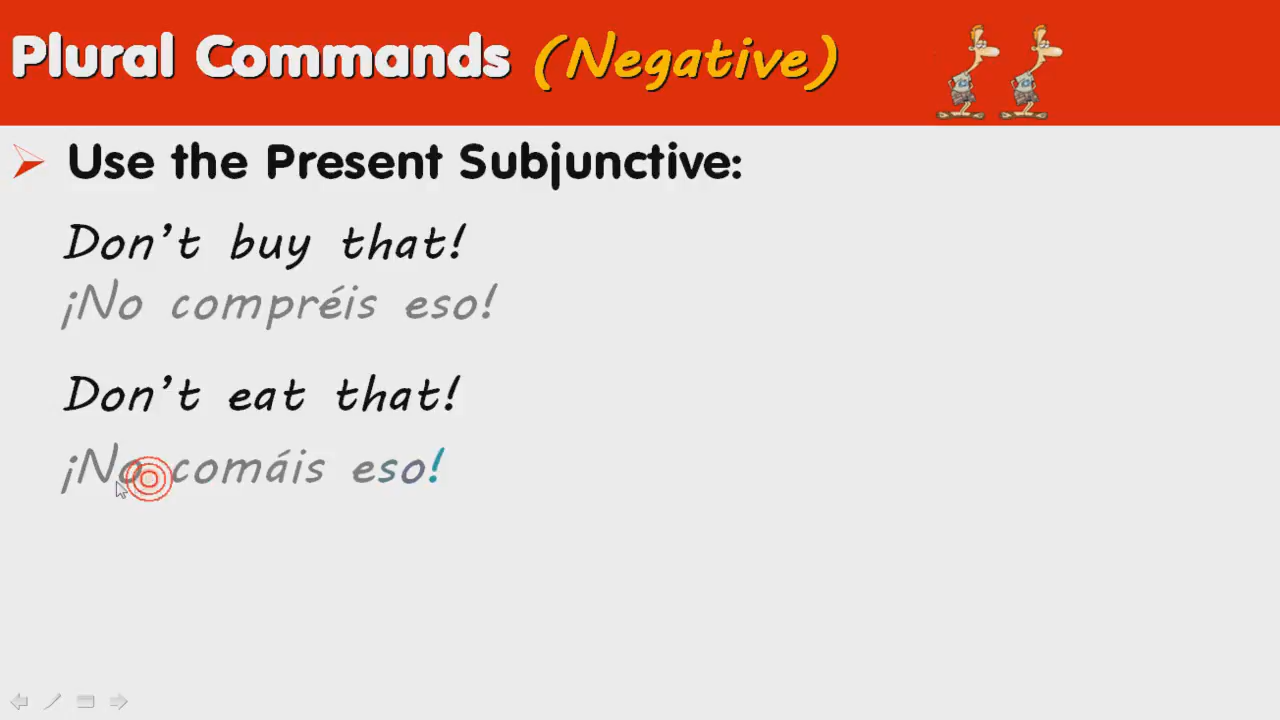 Plural Commands (Negative)
Use the Present Subjunctive:
Don't buy that!
¡No compréis eso!
Don't eat that!
¡No comáis eso!